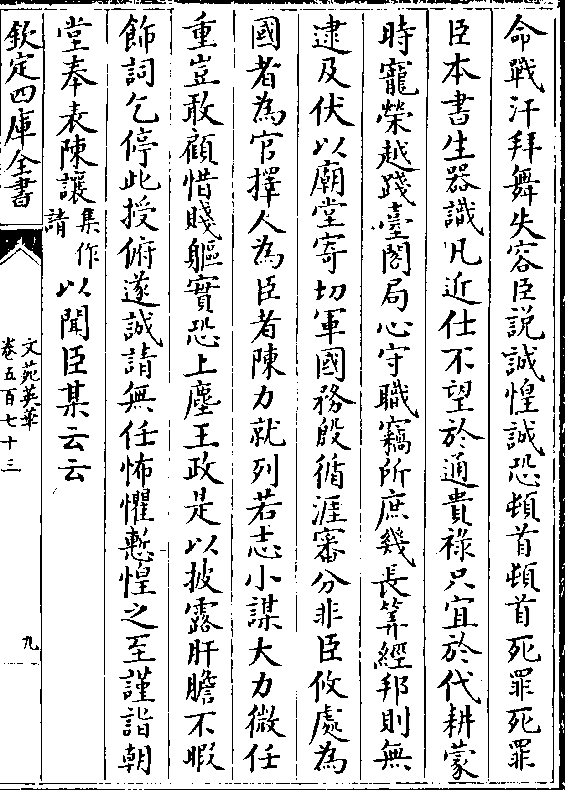 命戰汗拜舞失容臣說誠惶誠恐頓首頓首死罪死罪
臣本書生器識凡近仕不望於通貴祿只宜於代耕蒙
時寵榮越踐臺閣局心守職竊所庶幾長筭經邦則無
逮及伏以廟堂寄切軍國務殷循涯審分非臣攸處為
國者為官擇人為臣者陳力就列若志小謀大力微任
重豈敢顧惜賤軀實恐上塵王政是以披露肝膽不暇
飾詞乞停此授俯遂誠請無任怖懼慙惶之至謹詣朝
堂奉表陳讓集作請以聞臣某云云
欽定四庫全書
文苑英華
卷五百七十三
九